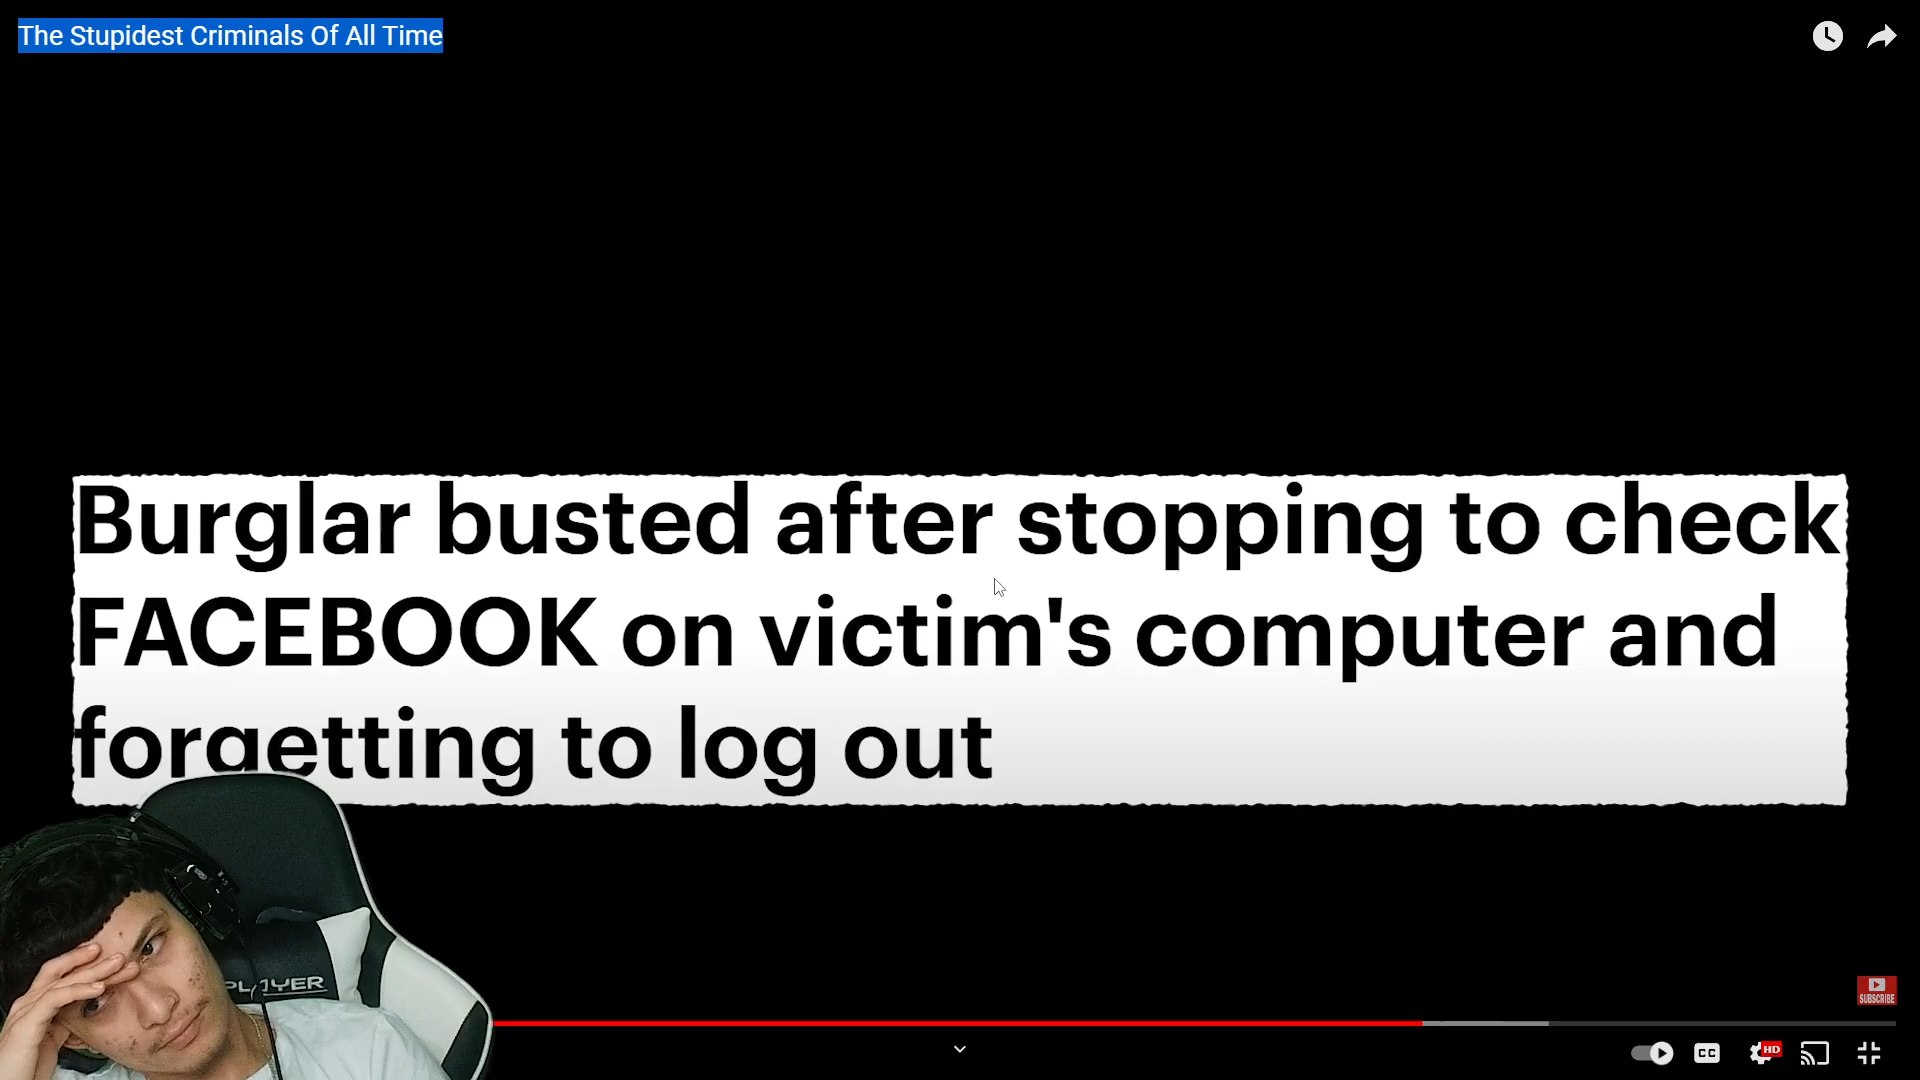 The Stupidest Criminals Of All Time
Burglar busted after stopping to check
FACEBOOK on victim's computer and
forgetting to log out
PLAYER
SUBSCRIBE
CC
HD